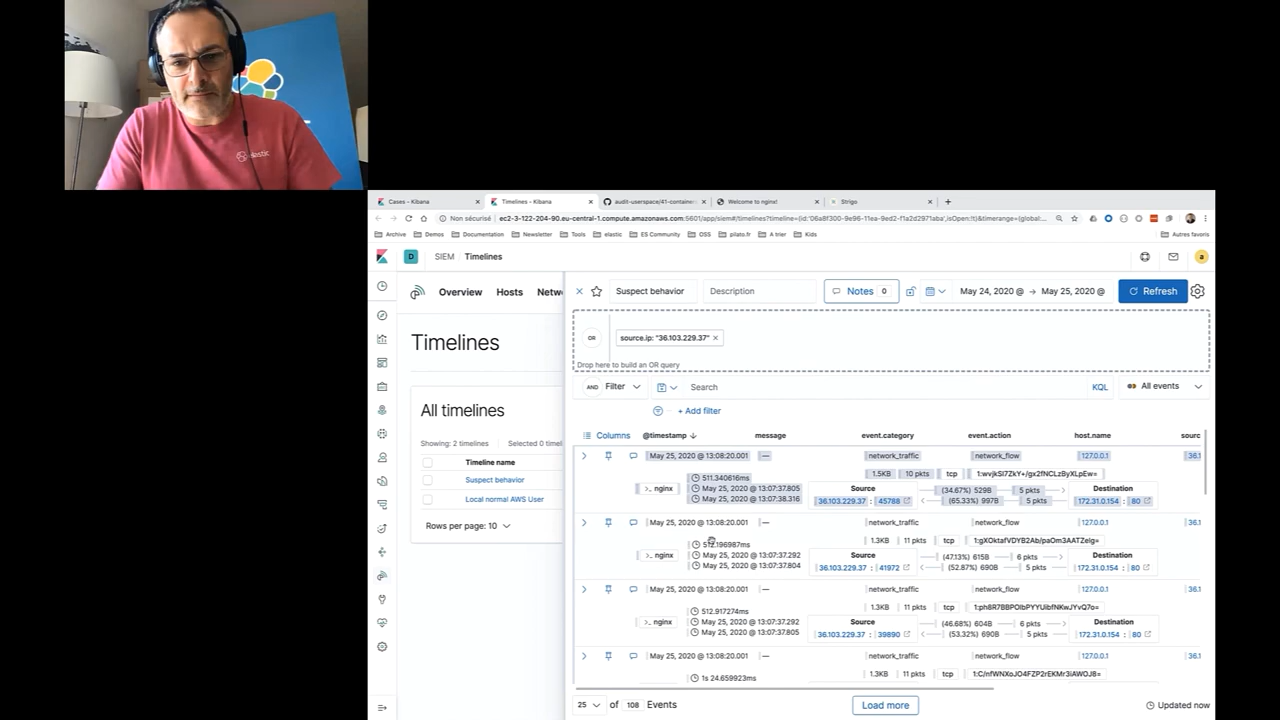 elastic
Cases - Kibana
Timelines - Kibana
audit-userspace/41-container
Welcome to nginx!
Strigo
Non sécurisé
ec2-3-122-204-90.eu-central-1.compute.amazonaws.com:5601/app/siem#/timelines?timeline=(id:'06a8f300-9e96-11ea-9ed2-f1a2d2971aba',isOpen:!t)&timerange=(global:...
Archive Demos Documentation Newsletter Tools elastic ES Community OSS pilato.fr A trier Kids Autres favoris
D SIEM Timelines a
Overview Hosts Netw
Suspect behavior Description Notes 0 May 24, 2020 @ → May 25, 2020 @ Refresh
Timelines
OR source.ip: "36.103.229.37"
Drop here to build an OR query
AND Filter Search KQL All events
+ Add filter
All timelines
Showing: 2 timelines Selected 0 timel
Timeline name
Suspect behavior
Local normal AWS User
Rows per page: 10
Columns @timestamp message event.category event.action host.name sourc
May 25, 2020 @ 13:08:20.001 — network_traffic network_flow 127.0.0.1 36.1
1.5KB 10 pkts tcp 1:wvjkSI7ZkY+/gx2fNCLzByXLpEw=
>_ nginx 511.340616ms Source (34.67%) 529B 5 pkts Destination
May 25, 2020 @ 13:07:37.805
May 25, 2020 @ 13:07:38.316 36.103.229.37 : 45788 (65.33%) 997B 5 pkts 172.31.0.154 : 80
May 25, 2020 @ 13:08:20.001 — network_traffic network_flow 127.0.0.1 36.1
1.3KB 11 pkts tcp 1:gXOktafVDYB2Ab/paOm3AATZeIg=
>_ nginx 512.196987ms Source (47.13%) 615B 6 pkts Destination
May 25, 2020 @ 13:07:37.292
May 25, 2020 @ 13:07:37.804 36.103.229.37 : 41972 (52.87%) 690B 5 pkts 172.31.0.154 : 80
May 25, 2020 @ 13:08:20.001 — network_traffic network_flow 127.0.0.1 36.1
1.3KB 11 pkts tcp 1:ph8R7BBPOlbPYYUibfNKwJYvQ7o=
>_ nginx 512.917274ms Source (46.68%) 604B 6 pkts Destination
May 25, 2020 @ 13:07:37.292
May 25, 2020 @ 13:07:37.805 36.103.229.37 : 39890 (53.32%) 690B 5 pkts 172.31.0.154 : 80
May 25, 2020 @ 13:08:20.001 — network_traffic network_flow 127.0.0.1 36.1
1s 24.659923ms 1.3KB 11 pkts tcp 1:C/nfWNXoJO4FZP2rEKMr3iAWOJ8=
25 of 108 Events Load more Updated now